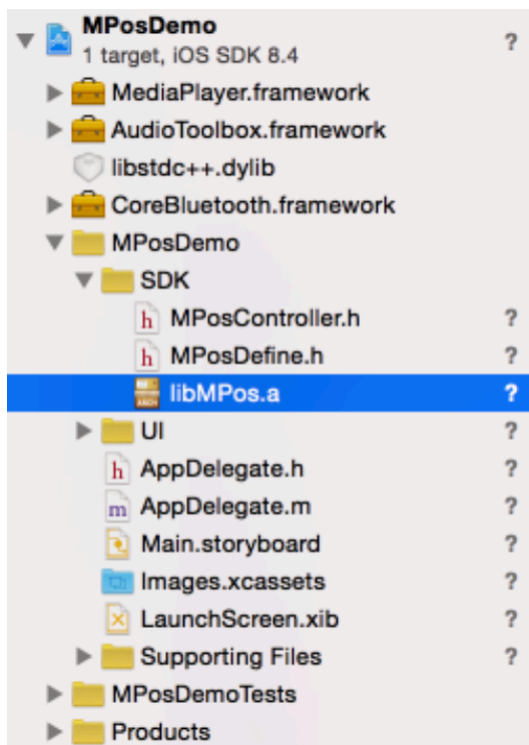 MPosDemo
1 target, iOS SDK 8.4 ?
MediaPlayer.framework
AudioToolbox.framework
libstdc++.dylib
CoreBluetooth.framework
MPosDemo
SDK
h MPosController.h ?
h MPosDefine.h ?
libMPos.a ?
UI ?
h AppDelegate.h ?
m AppDelegate.m ?
Main.storyboard ?
Images.xcassets ?
LaunchScreen.xib ?
Supporting Files ?
MPosDemoTests
Products